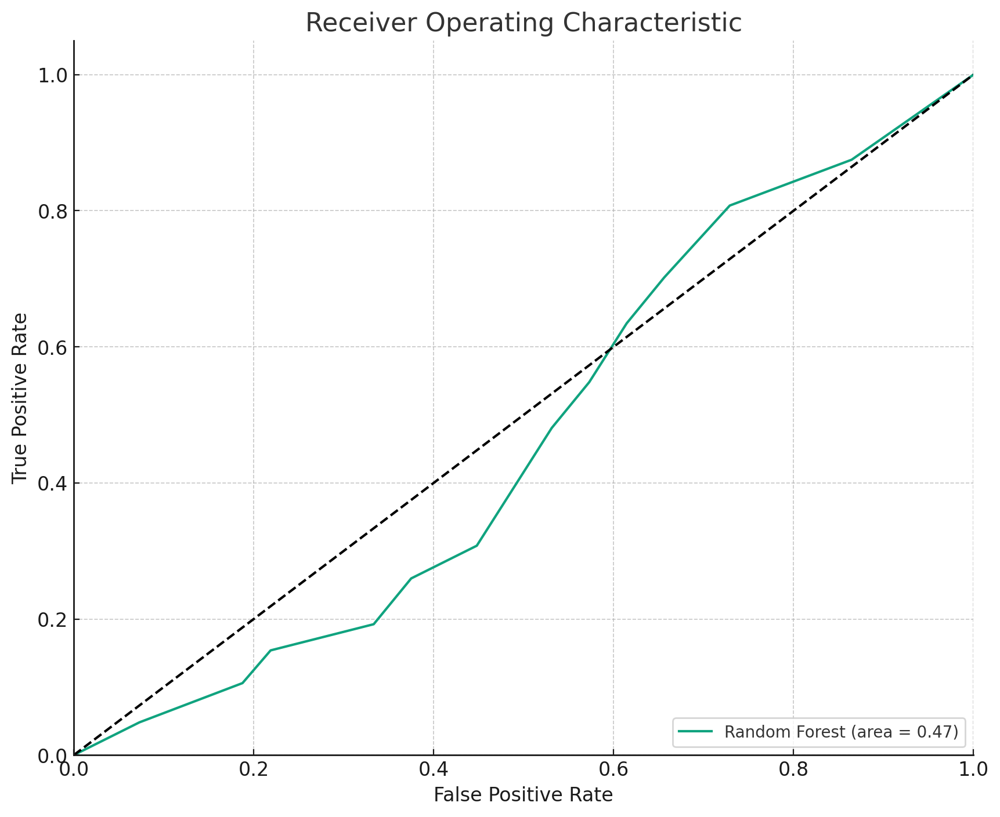 Receiver Operating Characteristic
1.0
0.8
0.6
0.4
0.2
0.0
True Positive Rate
Random Forest (area = 0.47)
0.0 0.2 0.4 0.6 0.8 1.0
False Positive Rate